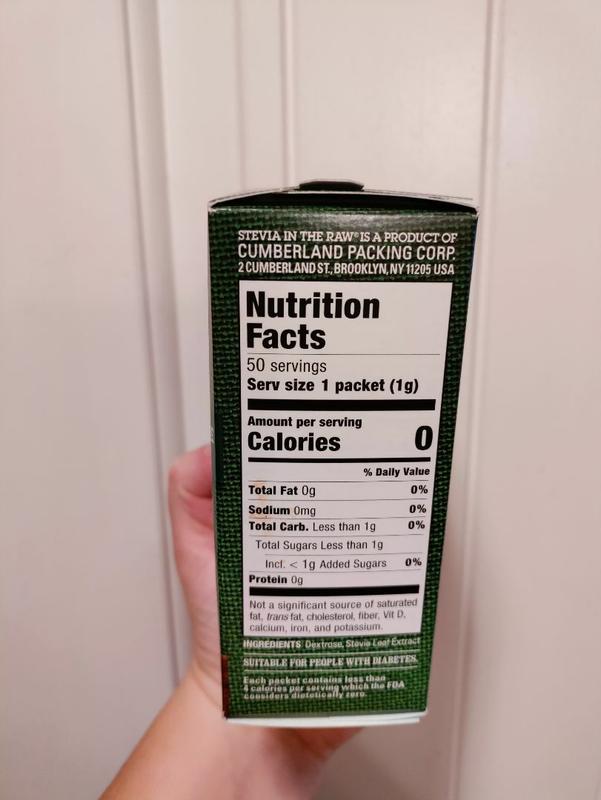 STEVIA IN THE RAW® IS A PRODUCT OF
CUMBERLAND PACKING CORP.
2 CUMBERLAND ST., BROOKLYN, NY 11205 USA
Nutrition
Facts
50 servings
Serv size 1 packet (1g)
Amount per serving
Calories 0
% Daily Value
Total Fat 0g 0%
Sodium 0mg 0%
Total Carb. Less than 1g 0%
Total Sugars Less than 1g
Incl. < 1g Added Sugars 0%
Protein 0g
Not a significant source of saturated
fat, trans fat, cholesterol, fiber, Vit D,
calcium, iron, and potassium.
INGREDIENTS: Dextrose, Stevia Leaf Extract
SUITABLE FOR PEOPLE WITH DIABETES.
Each packet contains less than
4 calories per serving which the FDA
considers dietetically zero.